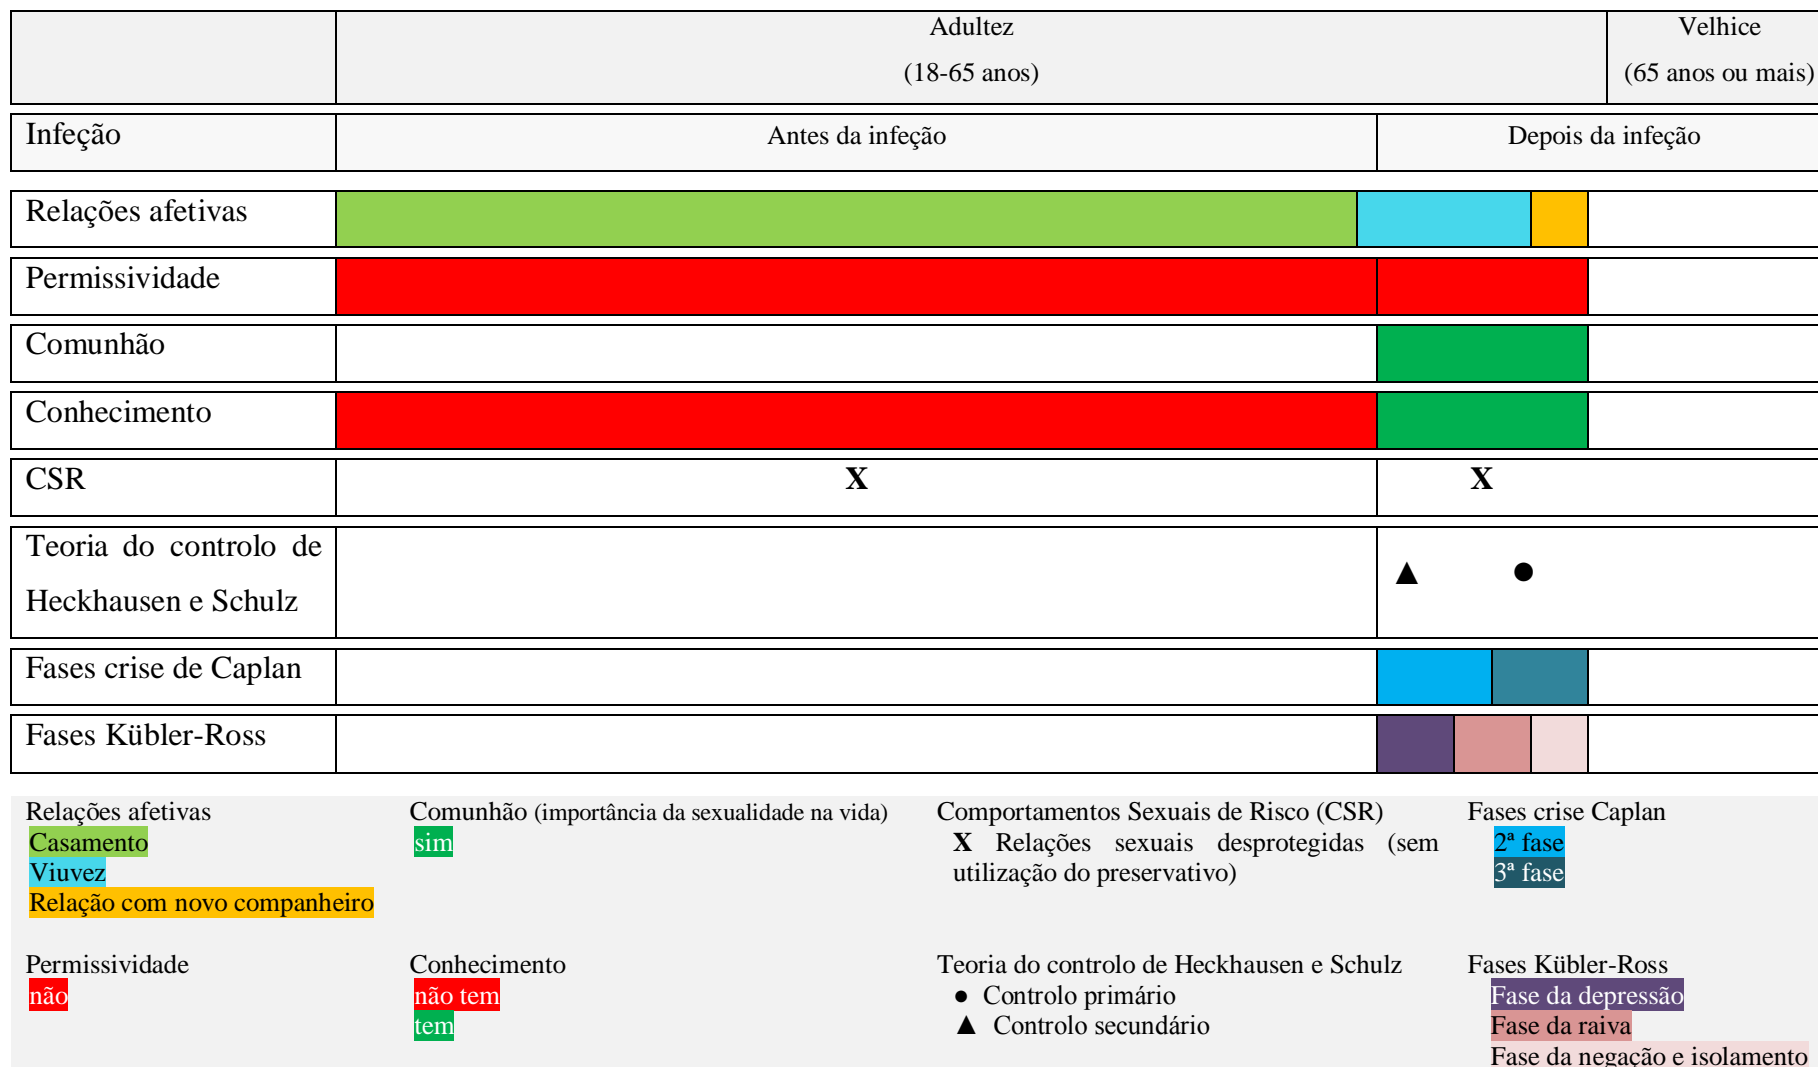 Adultez
(18-65 anos)
Velhice
(65 anos ou mais)
Infeção
Antes da infeção
Depois da infeção
Relações afetivas
Permissividade
Comunhão
Conhecimento
CSR
X
X
Teoria do controlo de
Heckhausen e Schulz
▲
●
Fases crise de Caplan
Fases Kübler-Ross
Relações afetivas
Casamento
Viuvez
Relação com novo companheiro
Comunhão (importância da sexualidade na vida)
sim
Comportamentos Sexuais de Risco (CSR)
X Relações sexuais desprotegidas (sem
utilização do preservativo)
Fases crise Caplan
2ª fase
3ª fase
Permissividade
não
Conhecimento
não tem
tem
Teoria do controlo de Heckhausen e Schulz
● Controlo primário
▲ Controlo secundário
Fases Kübler-Ross
Fase da depressão
Fase da raiva
Fase da negação e isolamento